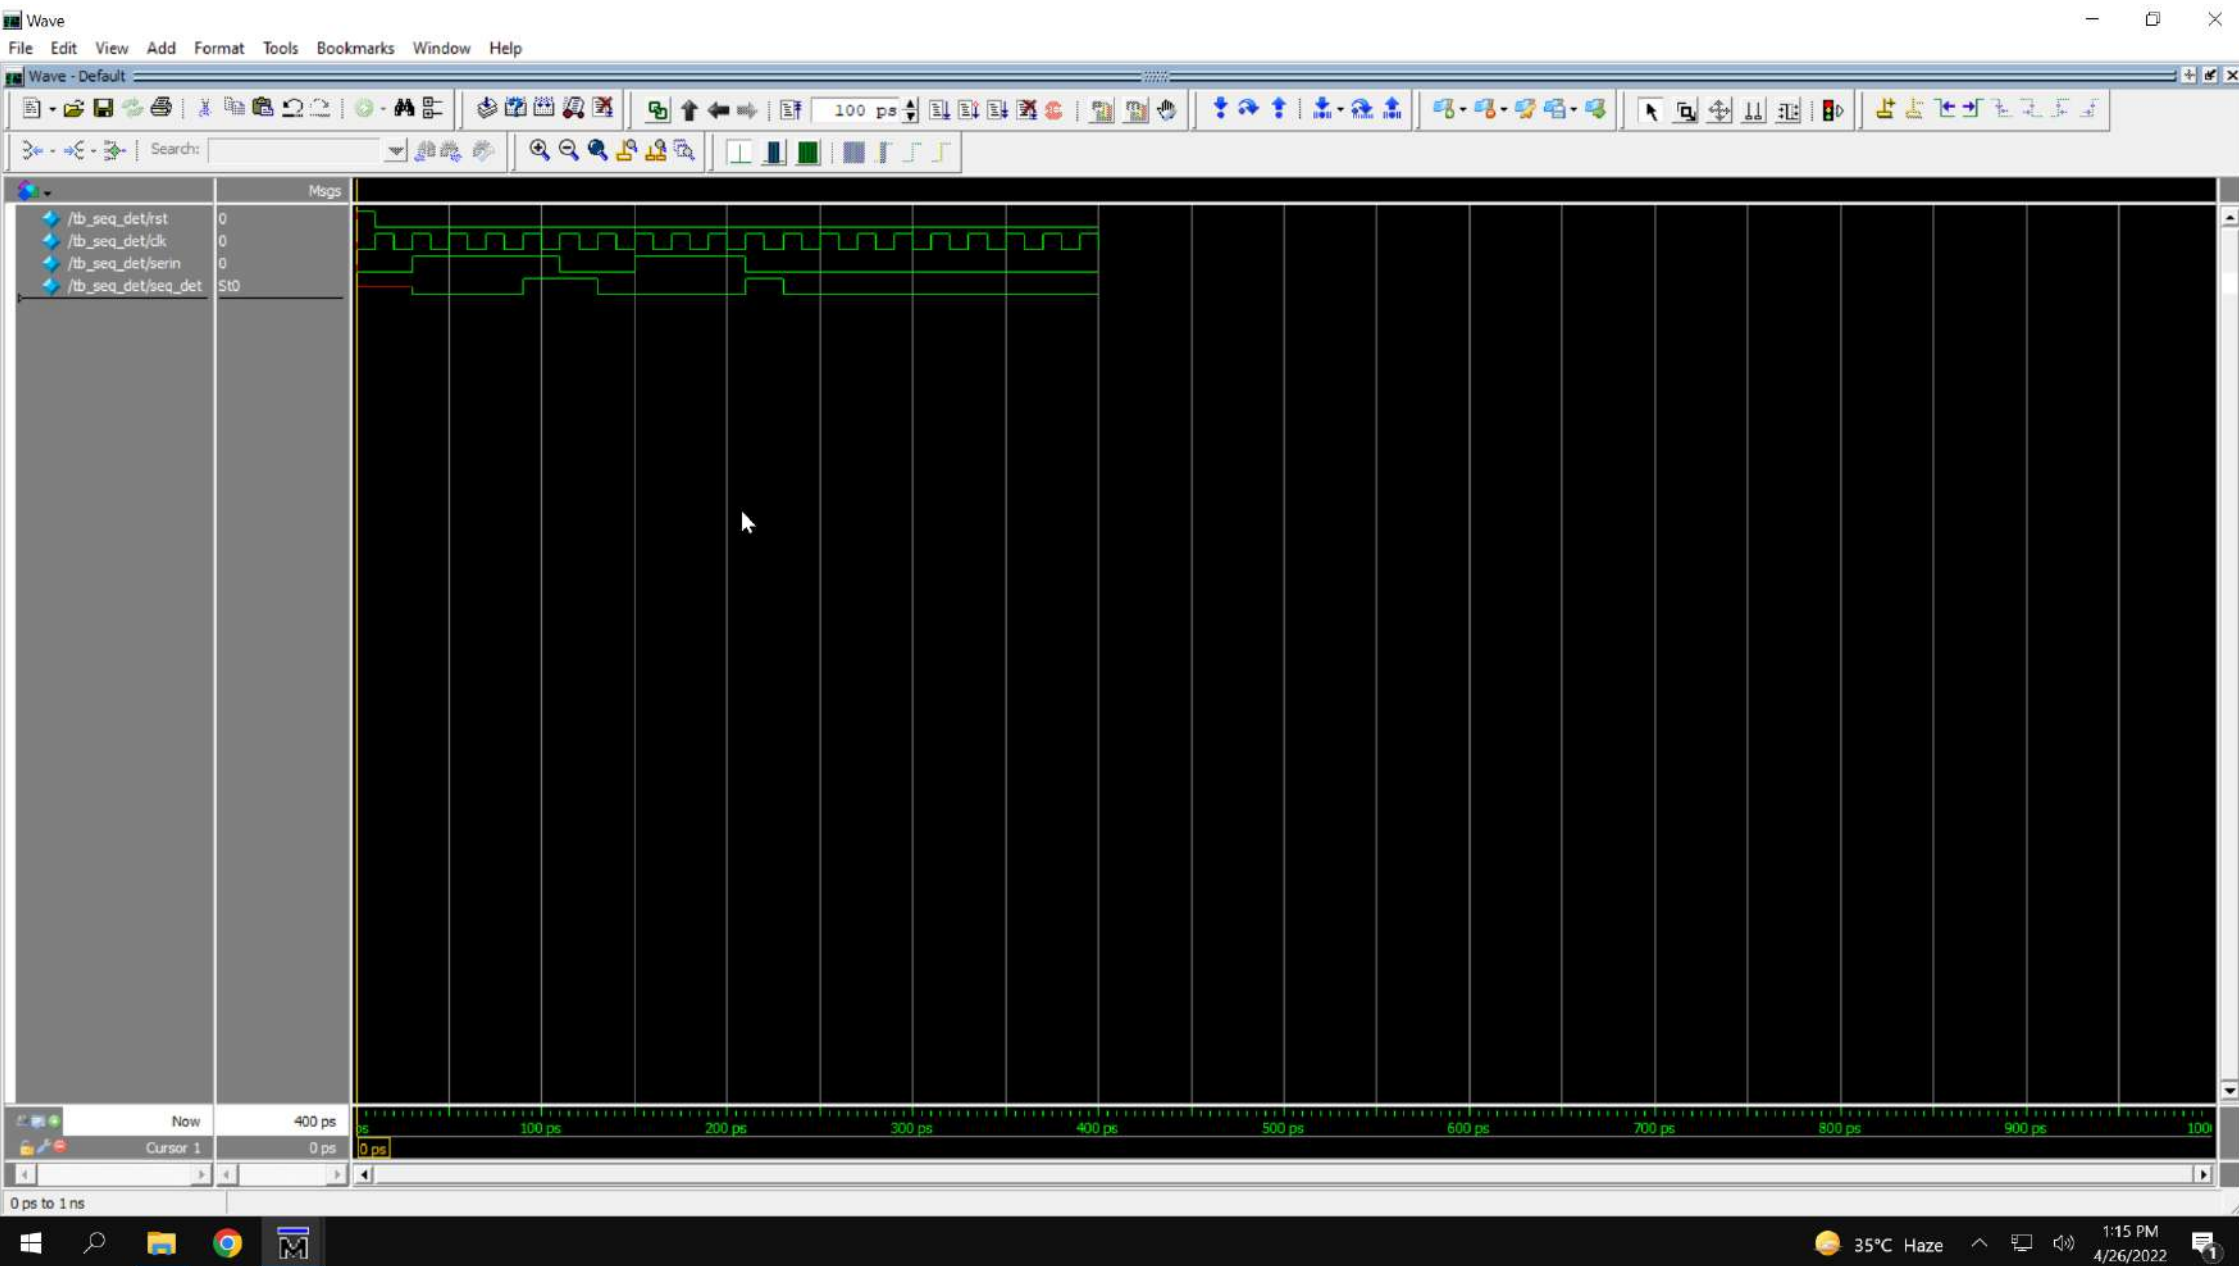 Wave
File Edit View Add Format Tools Bookmarks Window Help
Wave - Default
100 ps
Search:
Msgs
/tb_seq_det/rst 0
/tb_seq_det/clk 0
/tb_seq_det/serin 0
/tb_seq_det/seq_det St0
Now 400 ps
ps 100 ps 200 ps 300 ps 400 ps 500 ps 600 ps 700 ps 800 ps 900 ps 100
Cursor 1 0 ps 0 ps
0 ps to 1 ns
35°C Haze
1:15 PM
4/26/2022
1